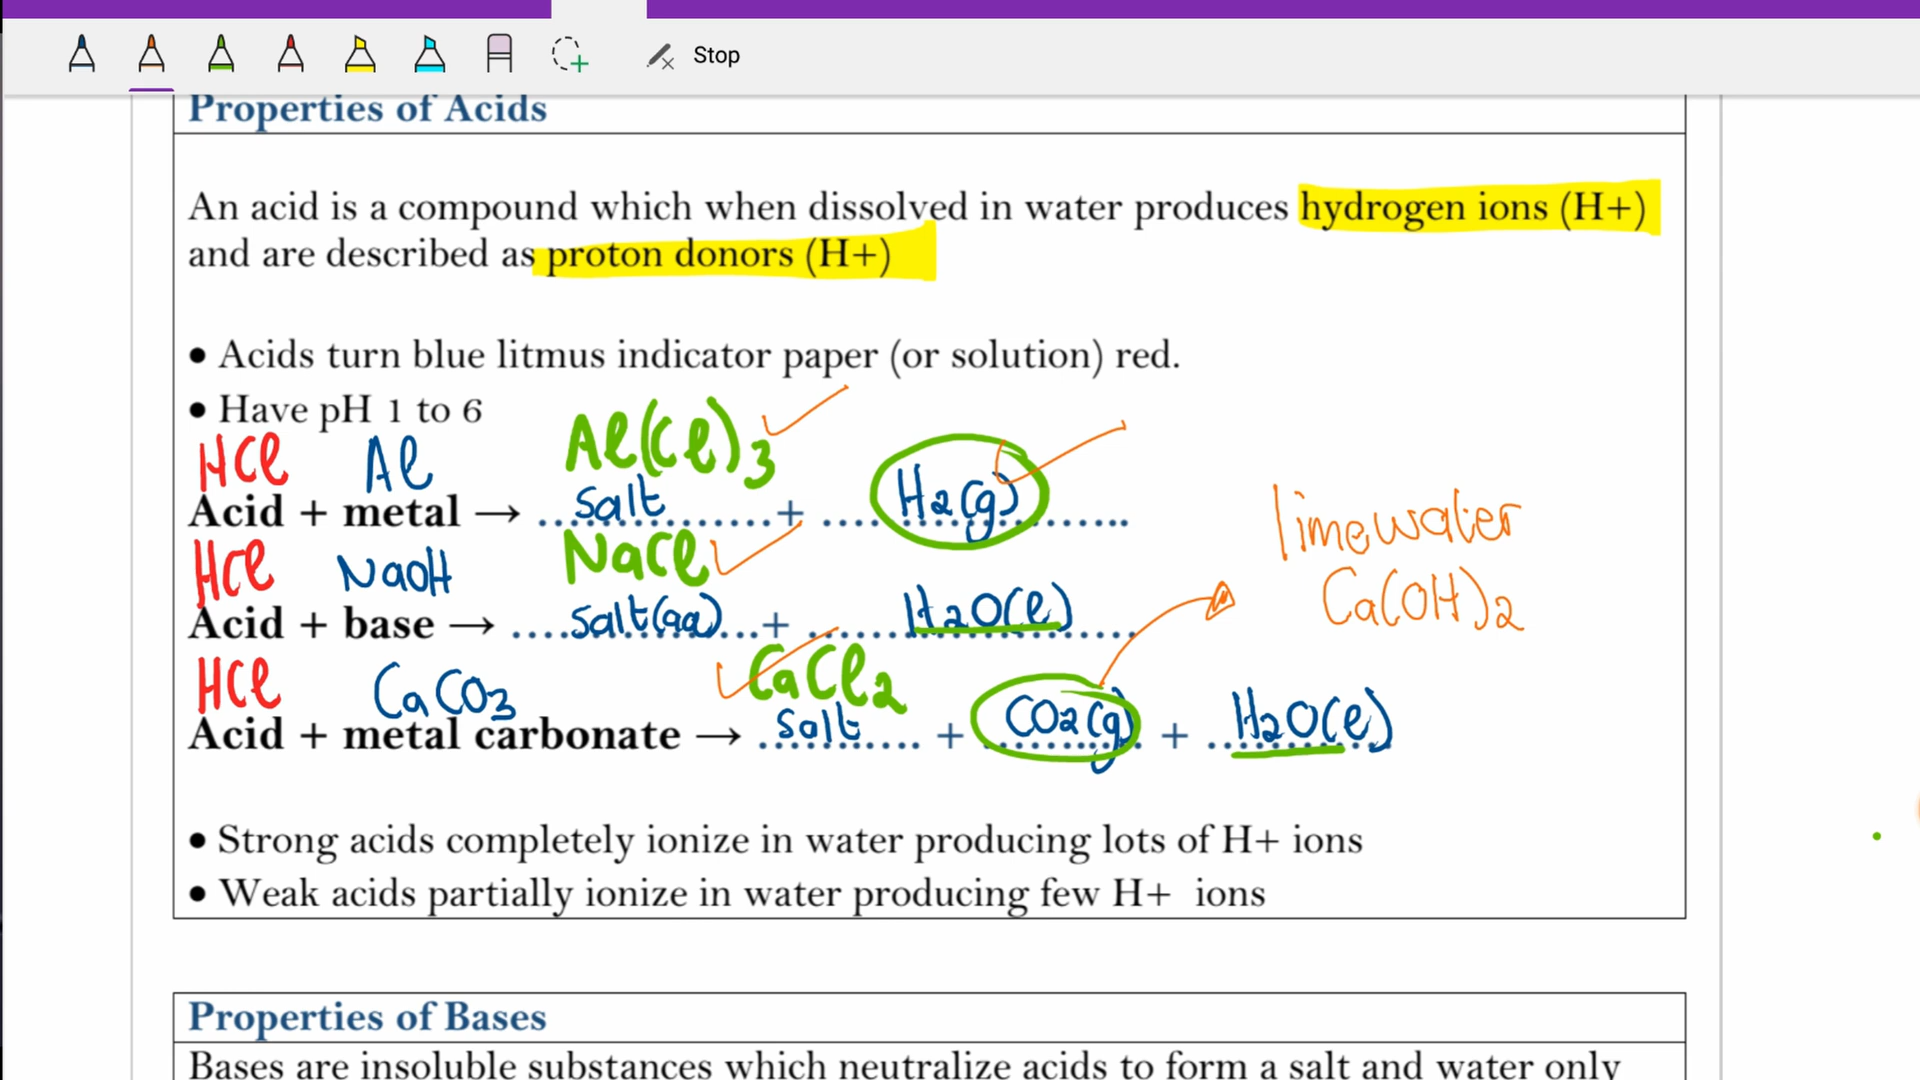 Stop
Properties of Acids
An acid is a compound which when dissolved in water produces hydrogen ions (H+)
and are described as proton donors (H+)
• Acids turn blue litmus indicator paper (or solution) red.
• Have pH 1 to 6
HCl Al Al(Cl)3
Acid + metal → salt + H2(g)
HCl NaOH NaCl
limewater
Ca(OH)2
Acid + base → salt(aq) + H2O(l)
HCl CaCO3 CaCl2
Acid + metal carbonate → salt + CO2(g) + H2O(l)
• Strong acids completely ionize in water producing lots of H+ ions
• Weak acids partially ionize in water producing few H+ ions
Properties of Bases
Bases are insoluble substances which neutralize acids to form a salt and water only